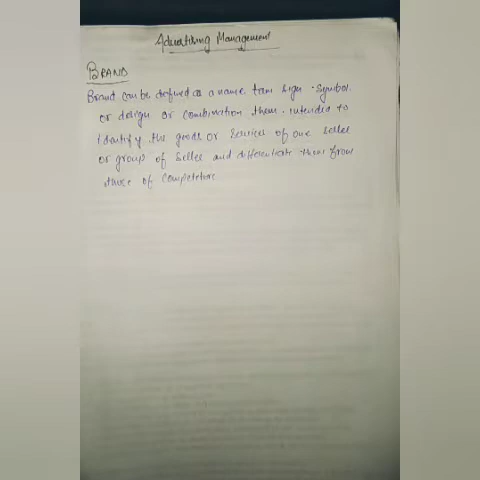 Advertising Management
BRAND
Brand can be defined as a name term sign symbol.
or design or combination them. intended to
identify the goods or services of one seller
or group of seller and differentiate them from
those of competitors